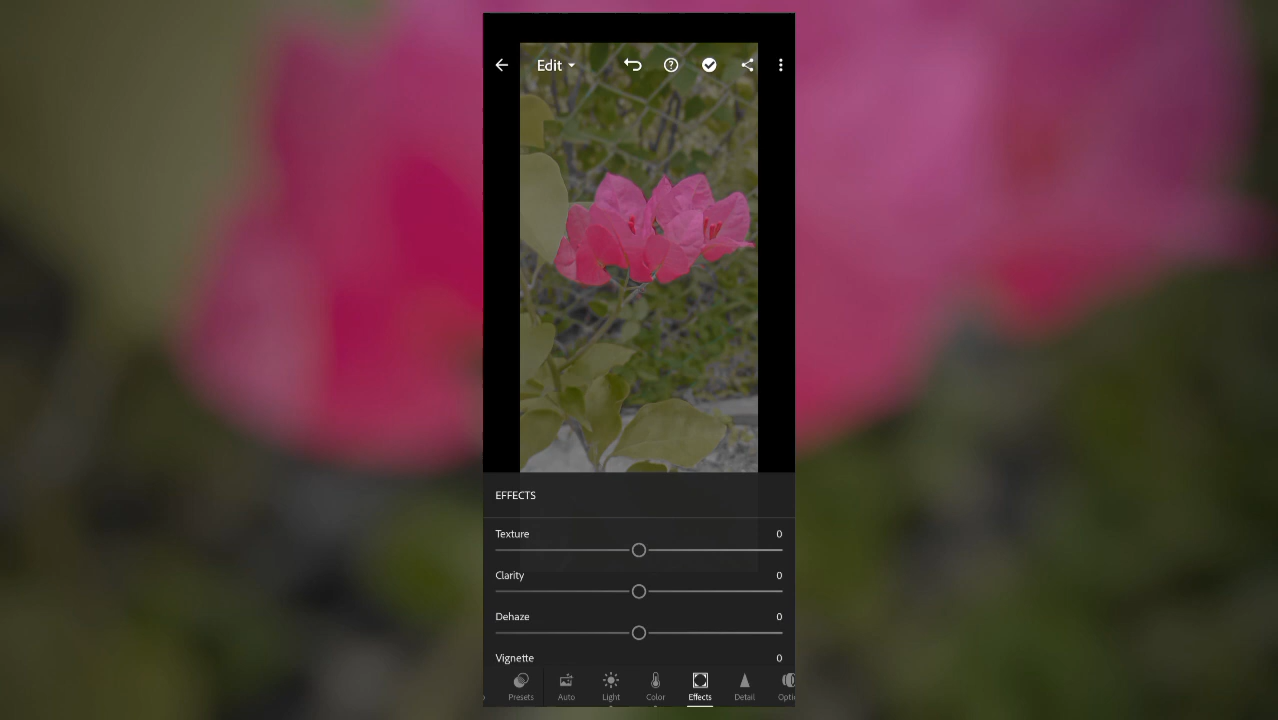 Edit
EFFECTS
Texture 0
Clarity 0
Dehaze 0
Vignette 0
Presets Auto Light Color Effects Detail